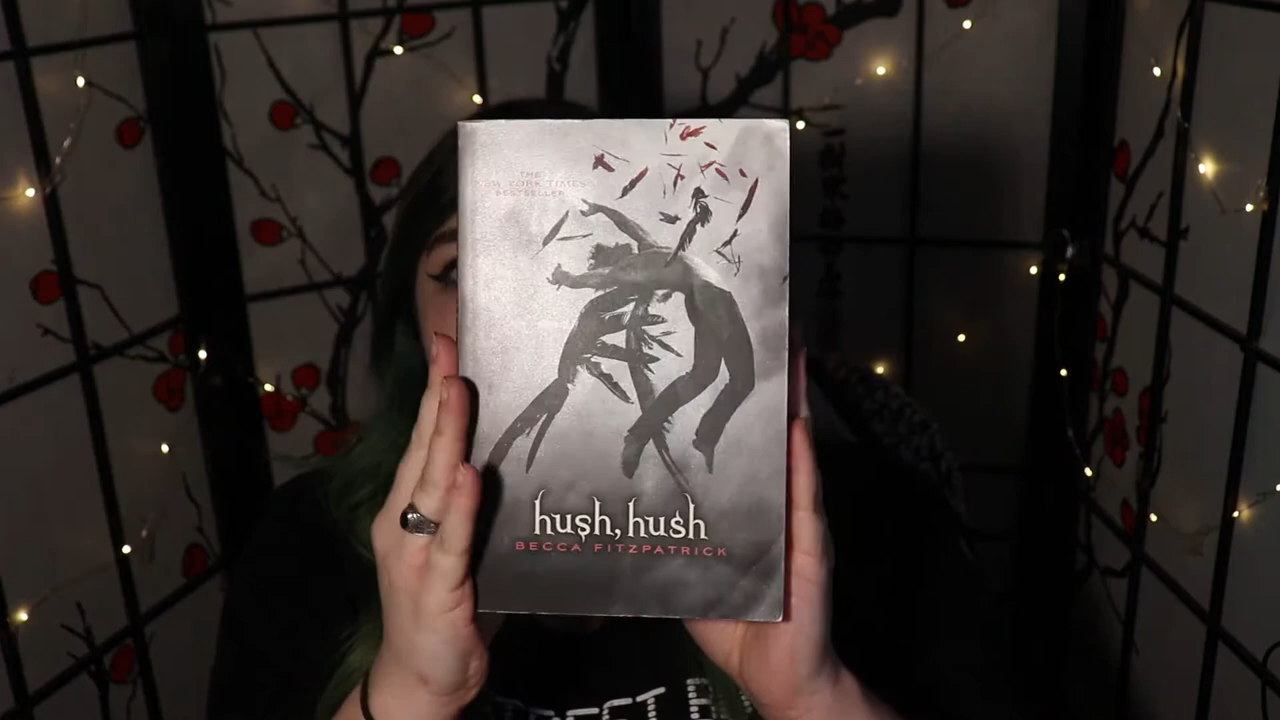 THE
NEW YORK TIMES
BESTSELLER
hush, hush
BECCA FITZPATRICK